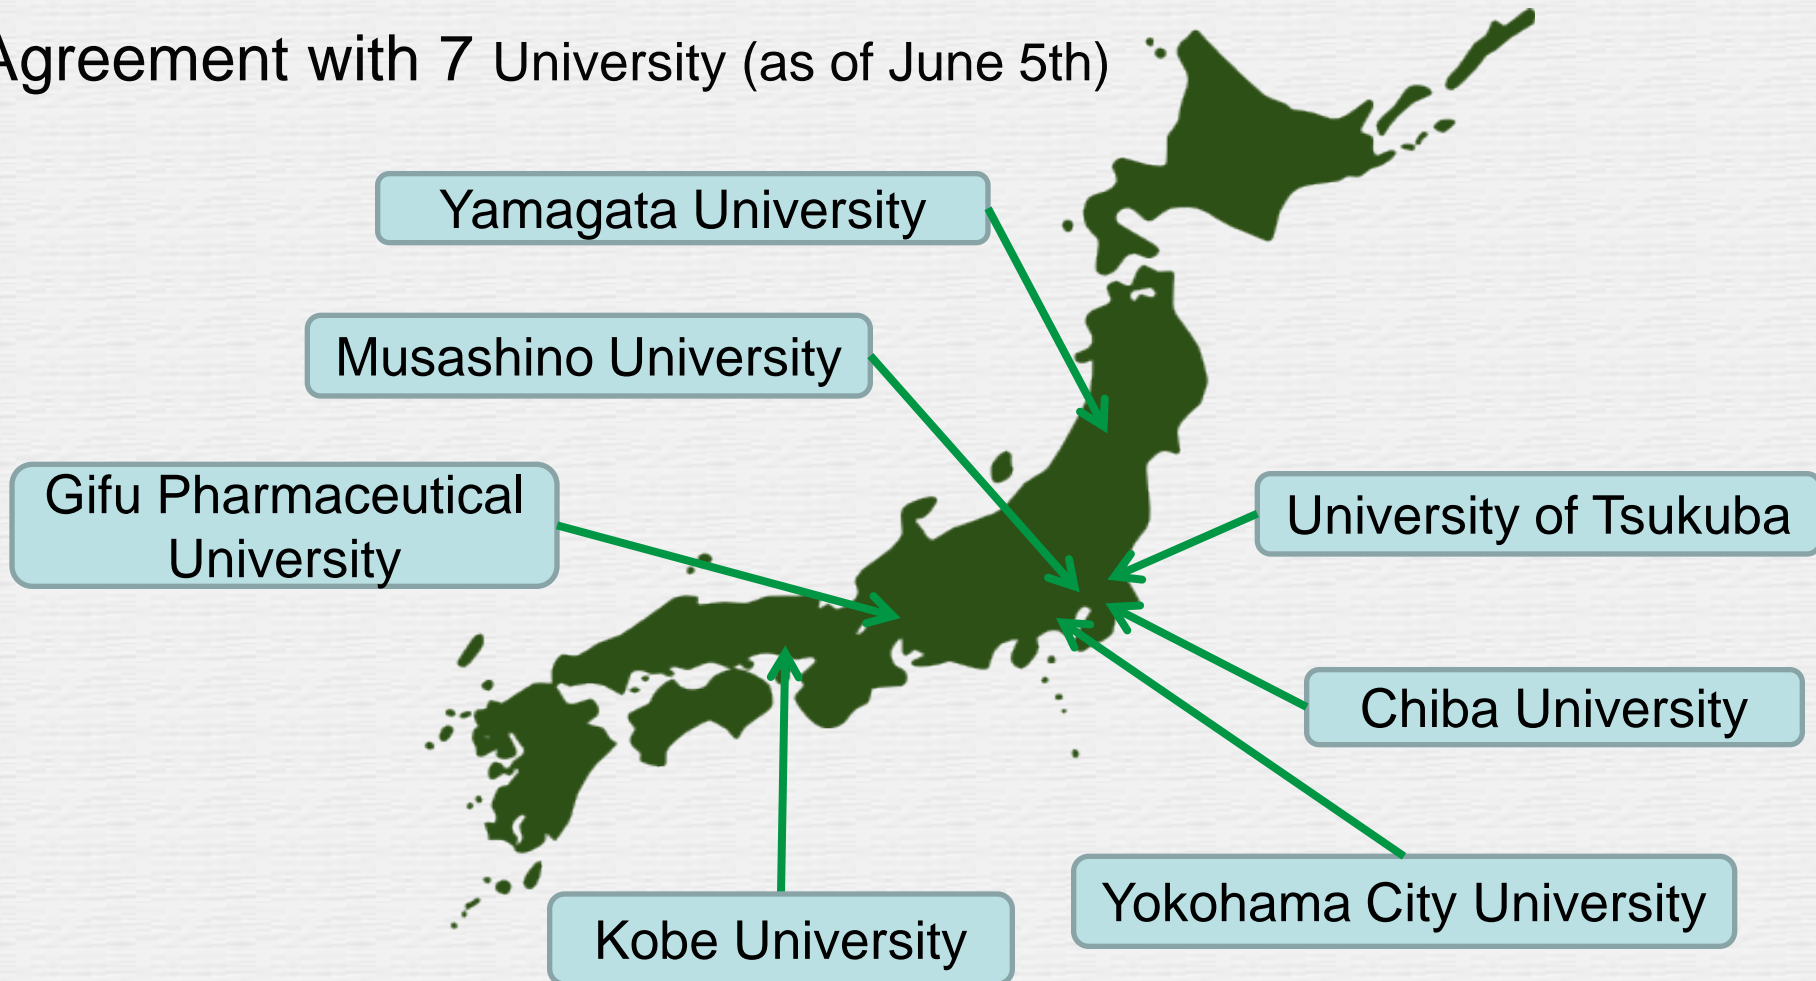 Agreement with 7 University (as of June 5th)
Yamagata University
Musashino University
Gifu Pharmaceutical
University
University of Tsukuba
Chiba University
Yokohama City University
Kobe University